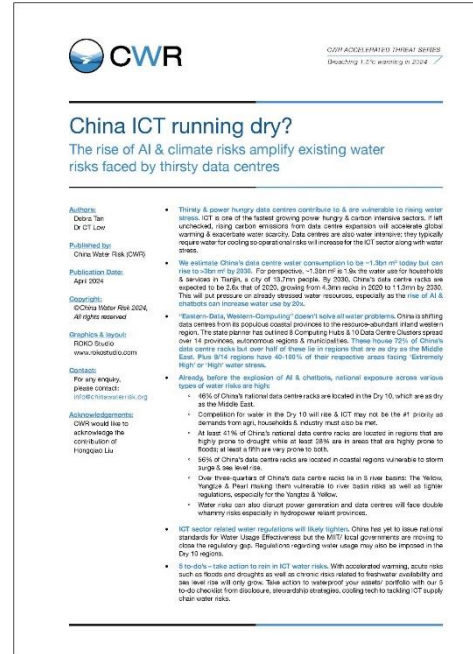 CWR
CWR ACCELERATED THREAT SERIES
Breaching 1.5°c warming in 2024
China ICT running dry?
The rise of AI & climate risks amplify existing water
risks faced by thirsty data centres
Authors:
Debra Tan
Dr CT Low
Published by:
China Water Risk (CWR)
Publication Date:
April 2024
Copyright:
©China Water Risk 2024,
All rights reserved
Graphics & layout:
ROKO Studio
www.rokostudio.com
Contact:
For any enquiry,
please contact:
info@chinawaterrisk.org
Acknowledgements:
CWR would like to
acknowledge the
contribution of
Hongqiao Liu
• Thirsty & power hungry data centres contribute to & are vulnerable to rising water
stress. ICT is one of the fastest growing power hungry & carbon intensive sectors. If left
unchecked, rising carbon emissions from data centre expansion will accelerate global
warming & exacerbate water scarcity. Data centres are also water intensive; they typically
require water for cooling so operational risks will increase for the ICT sector along with water
stress.
• We estimate China's data centre water consumption to be ~1.3bn m³ today but can
rise to >3bn m³ by 2030. For perspective, ~1.3bn m³ is 1.9x the water use for households
& services in Tianjin, a city of 13.7mn people. By 2030, China's data centre racks are
expected to be 2.6x that of 2020, growing from 4.3mn racks in 2020 to 11.3mn by 2030.
This will put pressure on already stressed water resources, especially as the rise of AI &
chatbots can increase water use by 20x.
• "Eastern-Data, Western-Computing" doesn't solve all water problems. China is shifting
data centres from its populous coastal provinces to the resource-abundant inland western
region. The state planner has outlined 8 Computing Hubs & 10 Data Centre Clusters spread
over 14 provinces, autonomous regions & municipalities. These house 72% of China's
data centre racks but over half of these lie in regions that are as dry as the Middle
East. Plus 9/14 regions have 40-100% of their respective areas facing 'Extremely
High' or 'High' water stress.
• Already, before the explosion of AI & chatbots, national exposure across various
types of water risks are high:
• 46% of China's national data centre racks are located in the Dry 10, which are as dry
as the Middle East.
• Competition for water in the Dry 10 will rise & ICT may not be the #1 priority as
demands from agri, households & industry must also be met.
• At least 41% of China's national data centre racks are located in regions that are
highly prone to drought while at least 28% are in areas that are highly prone to
floods; at least a fifth are very prone to both.
• 56% of China's data centre racks are located in coastal regions vulnerable to storm
surge & sea level rise.
• Over three-quarters of China's data centre racks lie in 3 river basins: The Yellow,
Yangtze & Pearl making them vulnerable to river basin risks as well as tighter
regulations, especially for the Yangtze & Yellow.
• Water risks can also disrupt power generation and data centres will face double
whammy risks especially in hydropower reliant provinces.
• ICT sector related water regulations will likely tighten. China has yet to issue national
standards for Water Usage Effectiveness but the MIIT/ local governments are moving to
close the regulatory gap. Regulations regarding water usage may also be imposed in the
Dry 10 regions.
• 5 to-do's – take action to rein in ICT water risks. With accelerated warming, acute risks
such as floods and droughts as well as chronic risks related to freshwater availability and
sea level rise will only grow. Take action to waterproof your assets/ portfolio with our 5
to-do checklist from disclosure, stewardship strategies, cooling tech to tackling ICT supply
chain water risks.